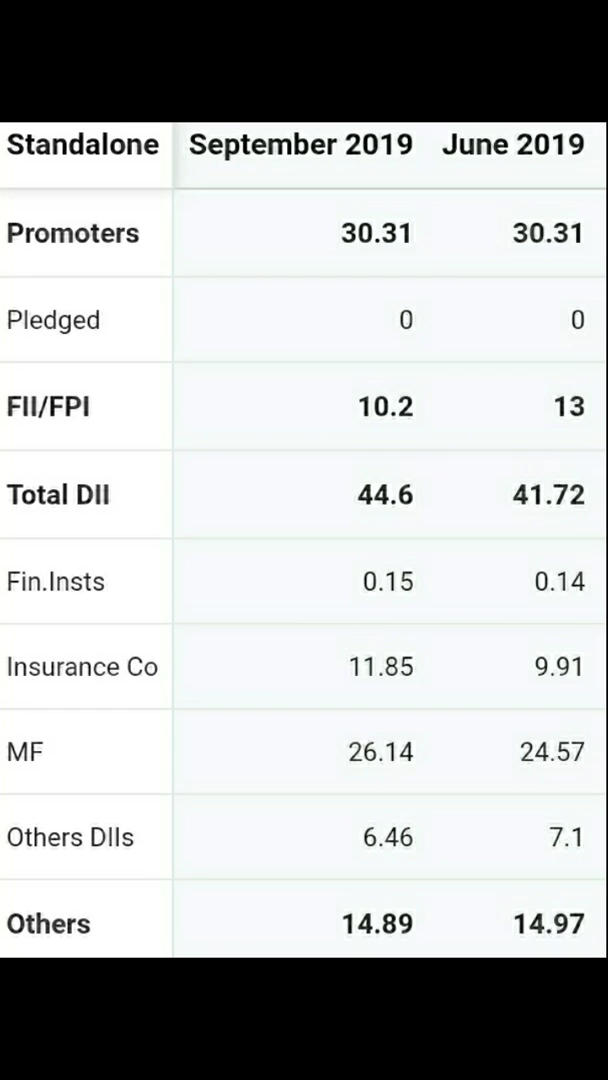 Standalone September 2019 June 2019
Promoters 30.31 30.31
Pledged 0 0
FII/FPI 10.2 13
Total DII 44.6 41.72
Fin.Insts 0.15 0.14
Insurance Co 11.85 9.91
MF 26.14 24.57
Others DIIs 6.46 7.1
Others 14.89 14.97